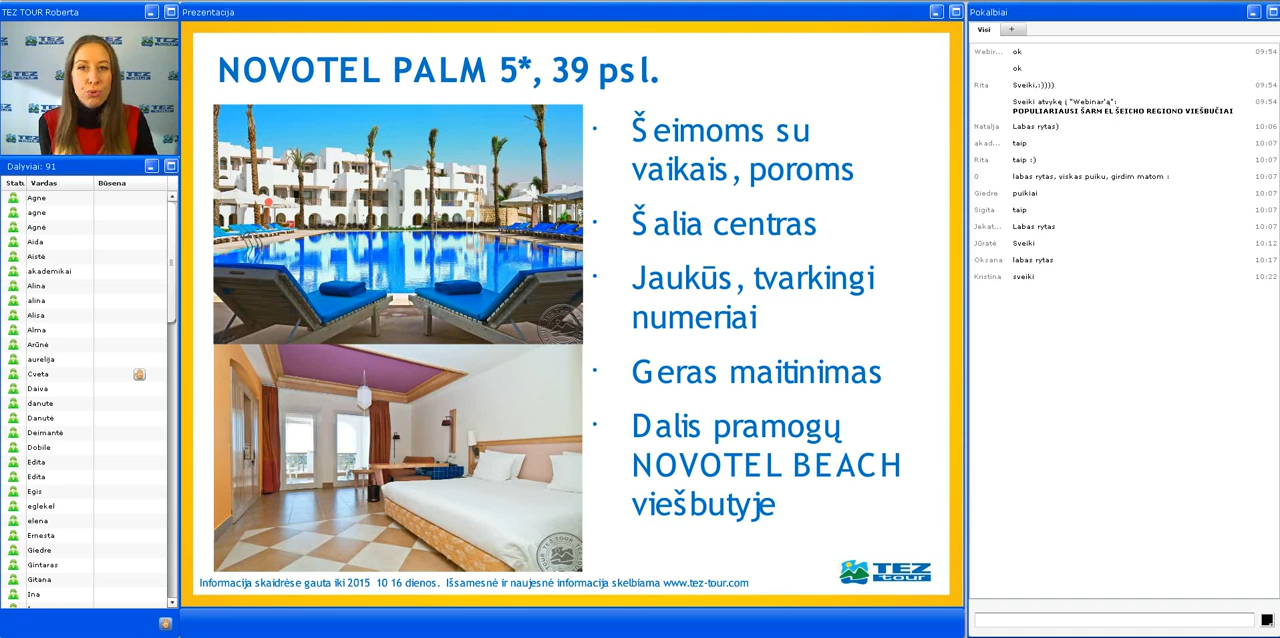 TEZ TOUR Roberta
Dalyviai: 91
Vardas
Būsena
Agne
agne
Agnė
Aida
Aistė
akademikai
Alina
alina
Alisa
Alma
Arūnė
aurelija
Cveta
Daiva
danute
Danutė
Deimantė
Dobile
Edita
Edita
Egis
eglekel
elena
Ernesta
Giedre
Gintaras
Gitana
Ina
Prezentacija
NOVOTEL PALM 5*, 39 psl.
· Šeimoms su
vaikais, poroms
· Šalia centras
· Jaukūs, tvarkingi
numeriai
· Geras maitinimas
· Dalis pramogų
NOVOTEL BEACH
viešbutyje
Informacija skaidrėse gauta iki 2015 10 16 dienos. Išsamesnė ir naujesnė informacija skelbiama www.tez-tour.com
TEZ
tour
Pokalbiai
Visi +
Webir... ok 09:54
ok
Rita Sveiki,:)))) 09:54
Sveiki atvykę į "Webinar'ą": 09:54
POPULIARIAUSI ŠARM EL ŠEICHO REGIONO VIEŠBUČIAI
Natalja Labas rytas) 10:06
akad... taip 10:07
Rita taip :) 10:07
0 labas rytas, viskas puiku, girdim matom : 10:07
Giedre puikiai 10:07
Sigita taip 10:07
Jekat... Labas rytas 10:07
Jūratė Sveiki 10:12
Oksana labas rytas 10:17
Kristina sveiki 10:22